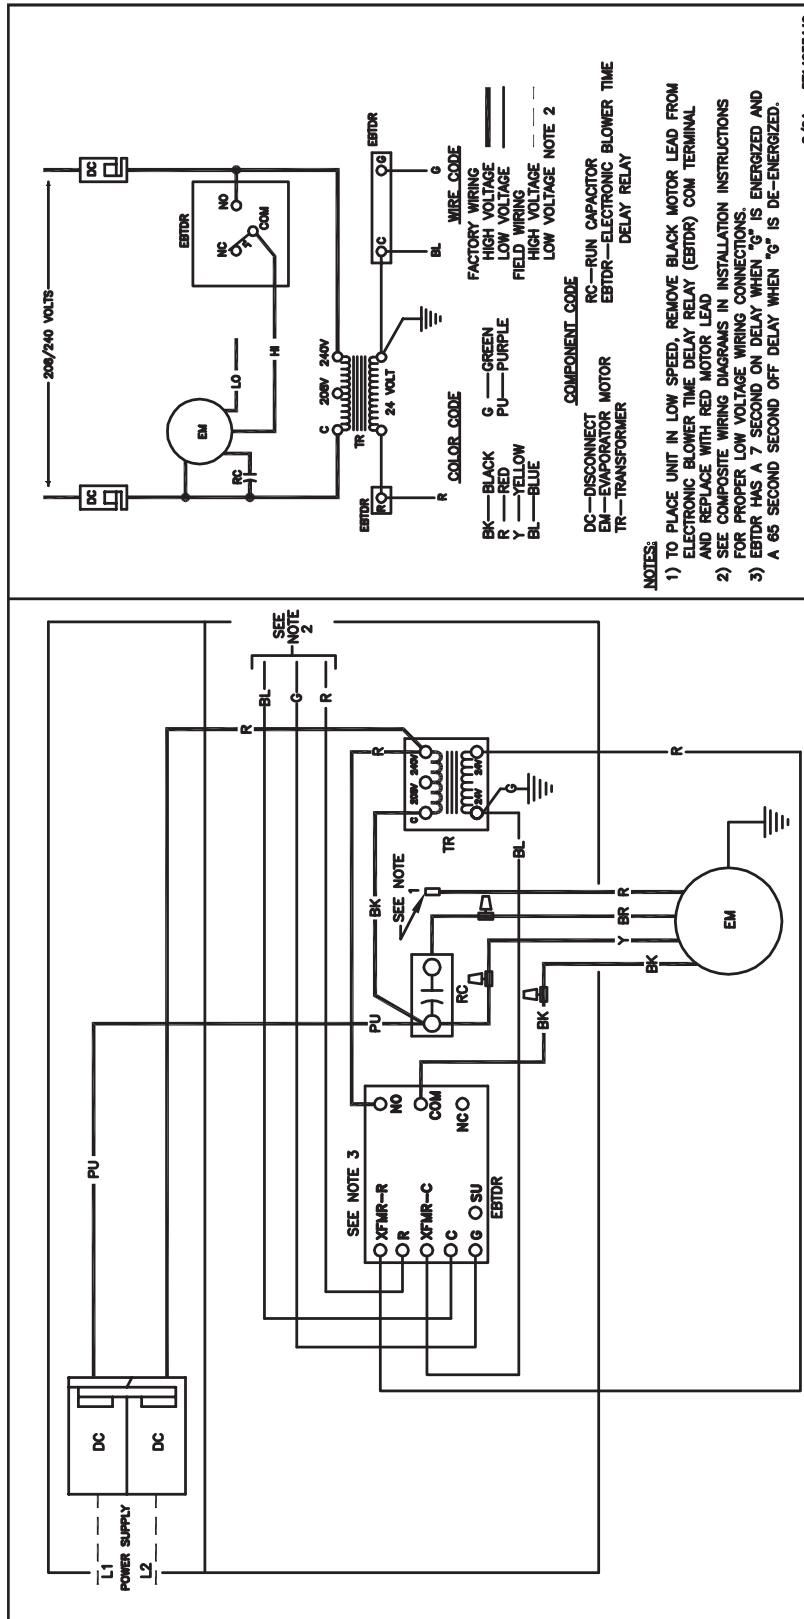 L1
POWER SUPPLY
L2
DC
DC
PU
R
SEE NOTE 3
XFMR-R
R
XFMR-C
C
G
SU
EBTDR
NO
COM
NC
PU
BK
RC
SEE NOTE
1
SEE
NOTE
2
BL
G
R
R
C
208V
240V
24V
24V
TR
G
BL
R
BK
BK
Y
BR
R
EM
208/240 VOLTS
DC
DC
EM
RC
LO
HI
EBTDR
NC
NO
COM
C
208V
240V
TR
24 VOLT
EBTDR
R
R
EBTDR
C
G
BL
G
COLOR CODE
BK—BLACK
R—RED
Y—YELLOW
BL—BLUE
G—GREEN
PU—PURPLE
WIRE CODE
FACTORY WIRING
HIGH VOLTAGE
LOW VOLTAGE
FIELD WIRING
HIGH VOLTAGE
LOW VOLTAGE NOTE 2
COMPONENT CODE
DC—DISCONNECT
EM—EVAPORATOR MOTOR
TR—TRANSFORMER
RC—RUN CAPACITOR
EBTDR—ELECTRONIC BLOWER TIME
DELAY RELAY
NOTES:
1) TO PLACE UNIT IN LOW SPEED, REMOVE BLACK MOTOR LEAD FROM
ELECTRONIC BLOWER TIME DELAY RELAY (EBTDR) COM TERMINAL
AND REPLACE WITH RED MOTOR LEAD
2) SEE COMPOSITE WIRING DIAGRAMS IN INSTALLATION INSTRUCTIONS
FOR PROPER LOW VOLTAGE WIRING CONNECTIONS.
3) EBTDR HAS A 7 SECOND ON DELAY WHEN "G" IS ENERGIZED AND
A 65 SECOND SECOND OFF DELAY WHEN "G" IS DE-ENERGIZED.